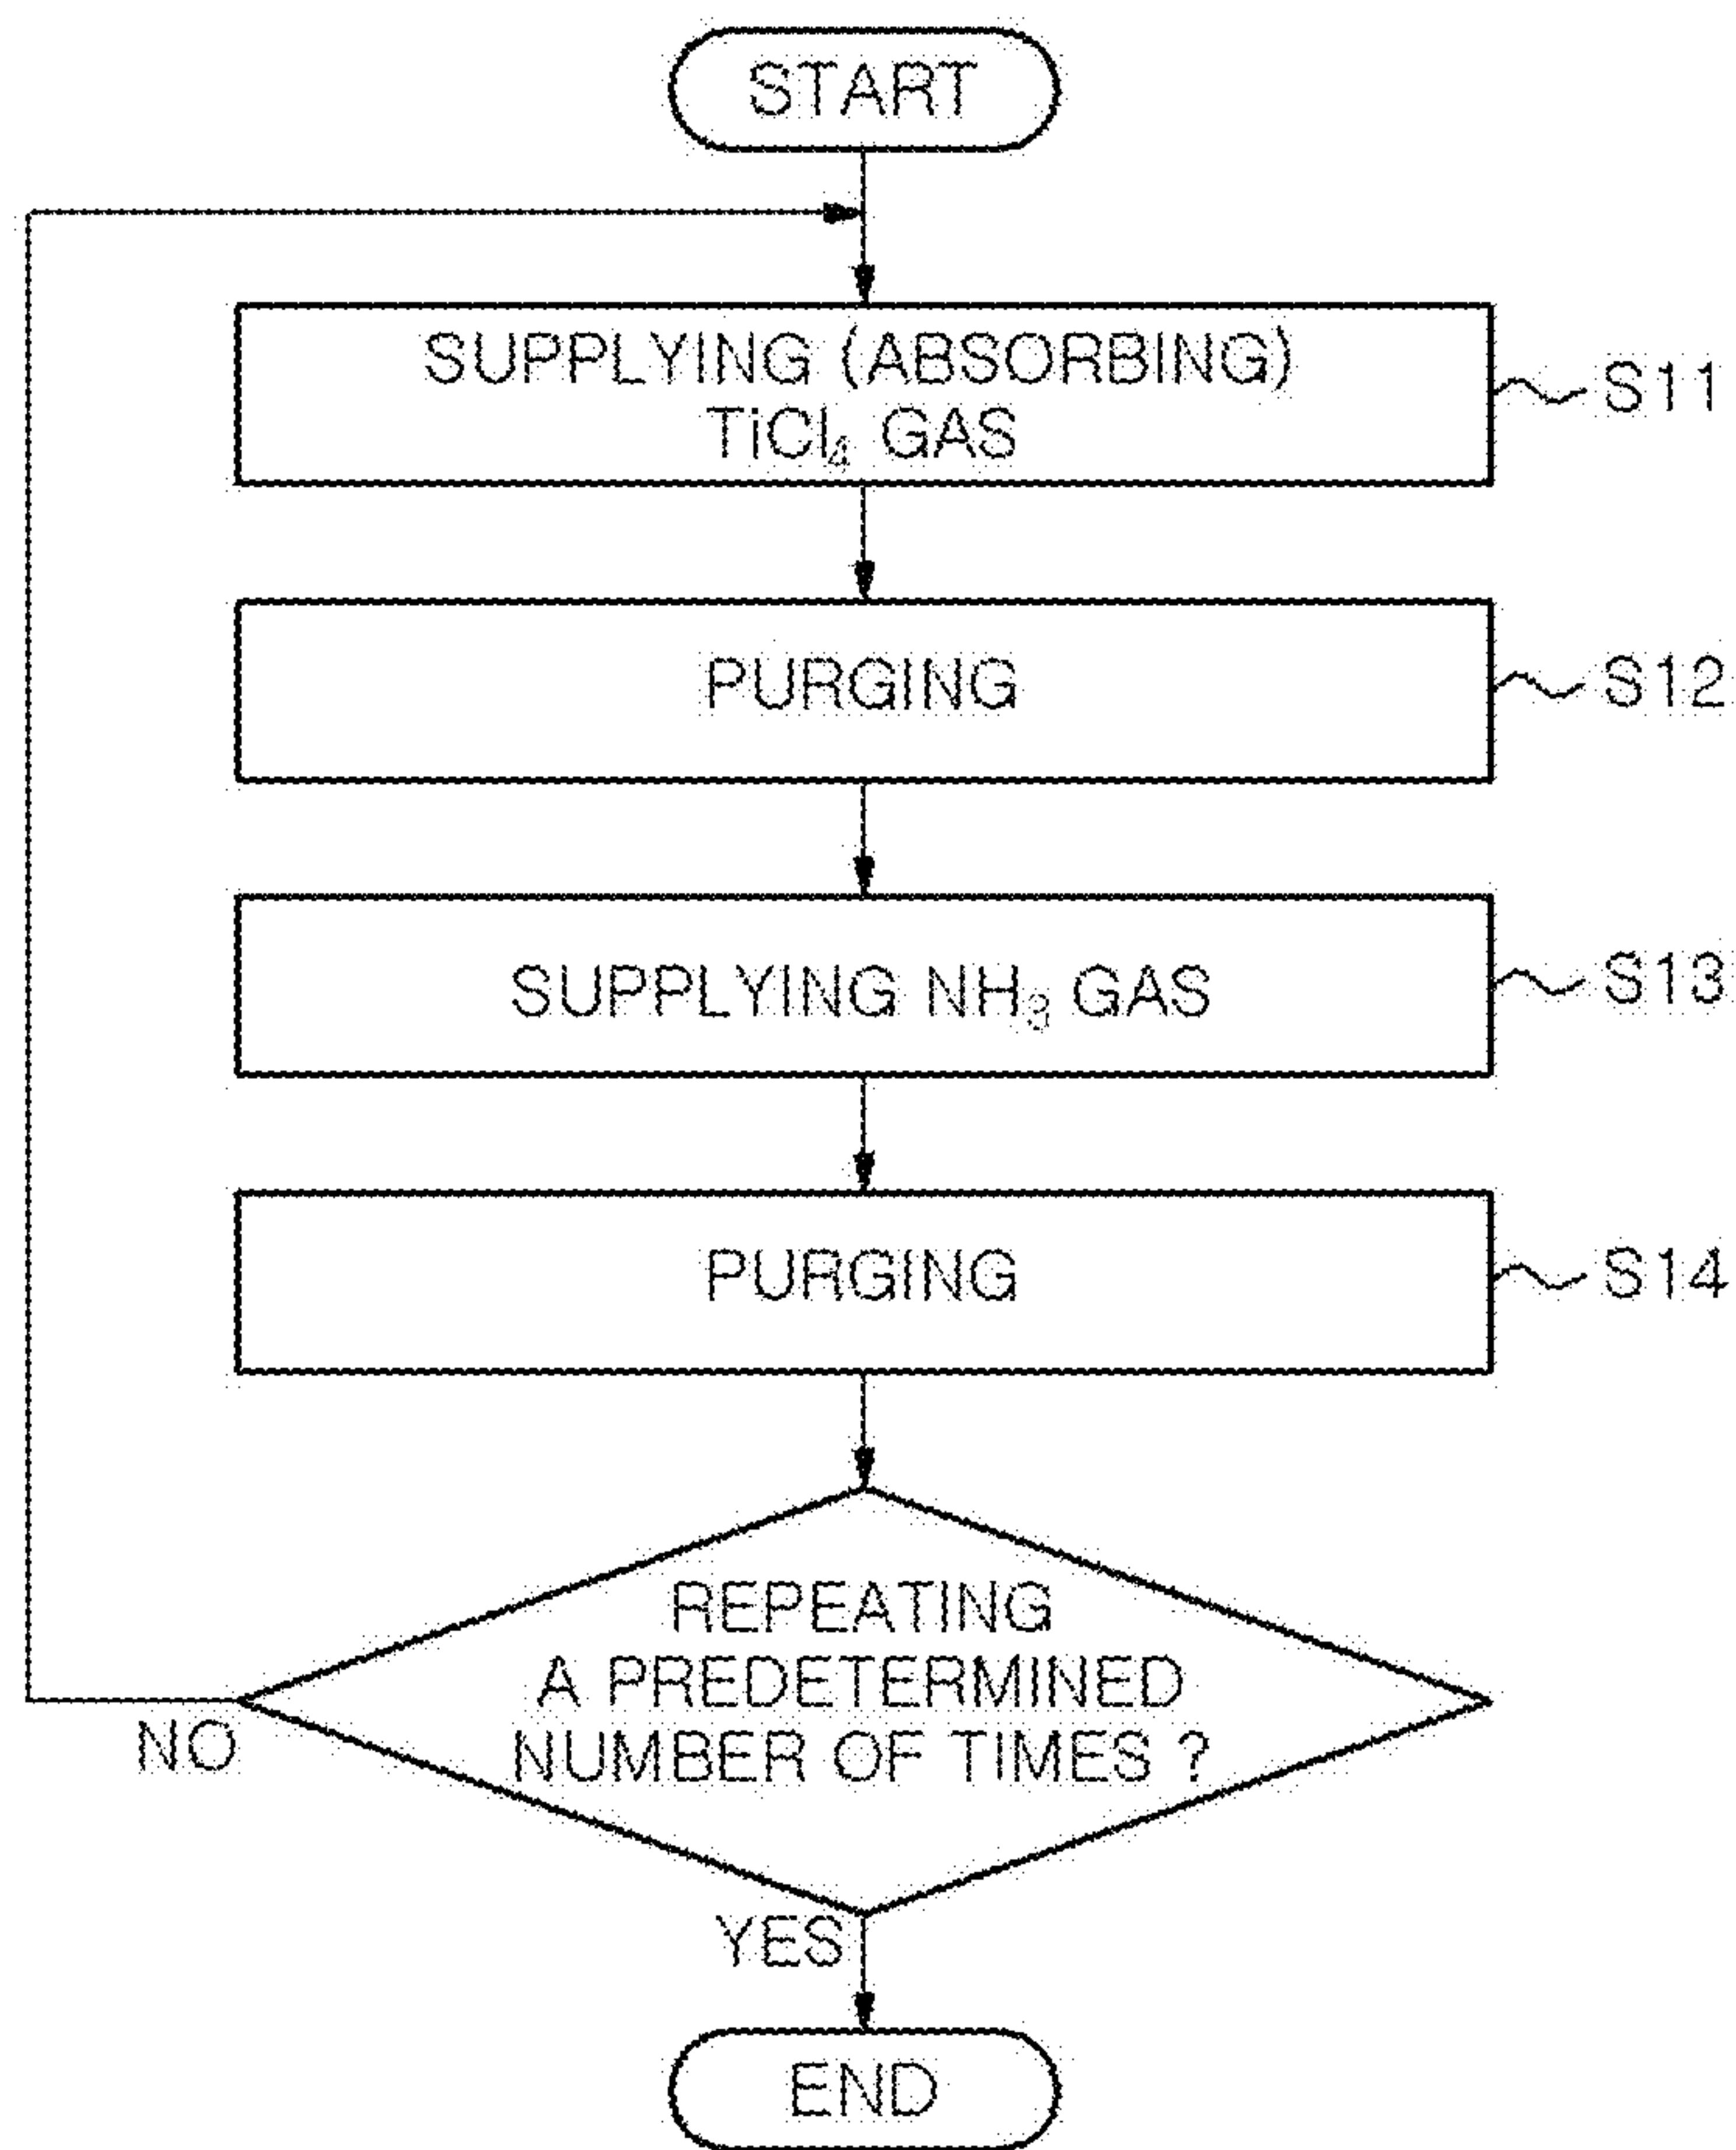 START
SUPPLYING (ABSORBING)
TiCl₄ GAS
S11
PURGING
S12
SUPPLYING NH₃ GAS
S13
PURGING
S14
REPEATING
A PREDETERMINED
NUMBER OF TIMES ?
NO
YES
END